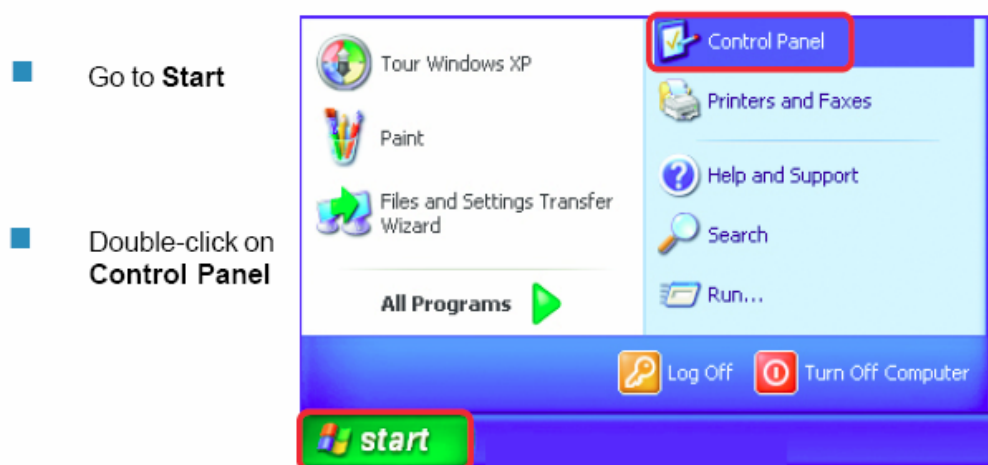 Go to Start
Double-click on
Control Panel
Tour Windows XP
Paint
Files and Settings Transfer
Wizard
All Programs
Control Panel
Printers and Faxes
Help and Support
Search
Run...
Log Off
Turn Off Computer
start